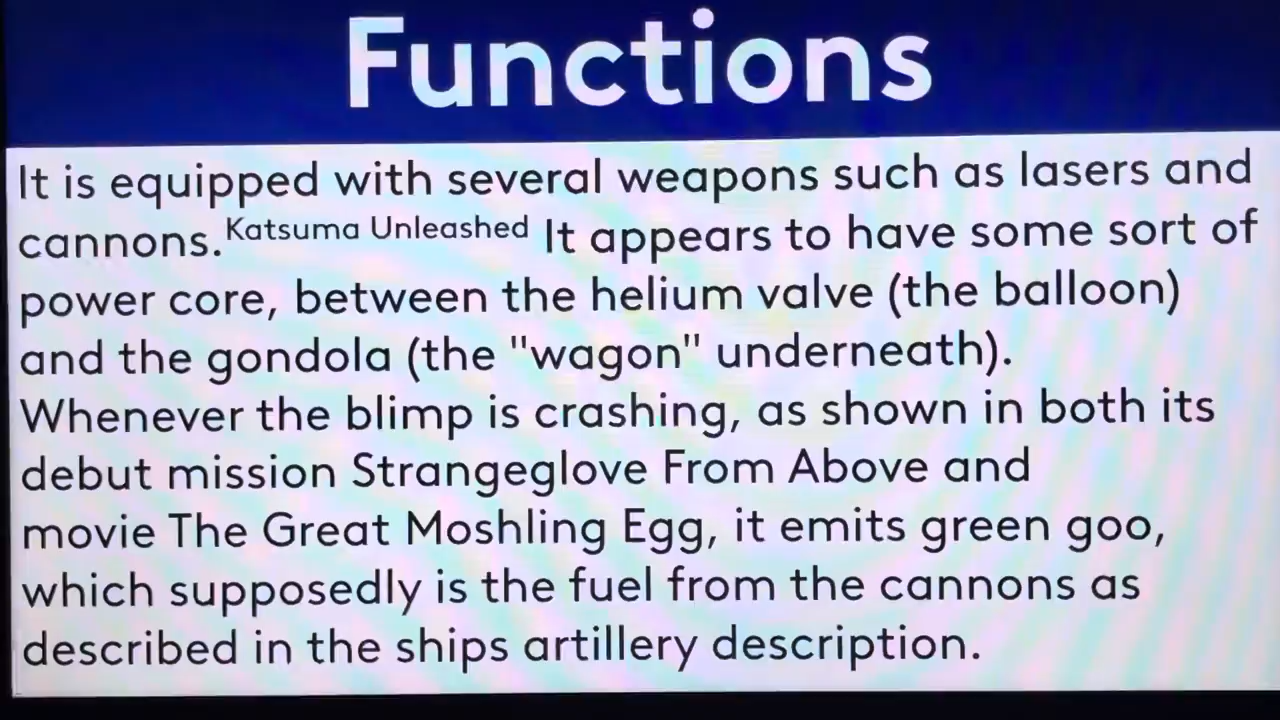 Functions
It is equipped with several weapons such as lasers and
cannons.Katsuma Unleashed It appears to have some sort of
power core, between the helium valve (the balloon)
and the gondola (the "wagon" underneath).
Whenever the blimp is crashing, as shown in both its
debut mission Strangeglove From Above and
movie The Great Moshling Egg, it emits green goo,
which supposedly is the fuel from the cannons as
described in the ships artillery description.